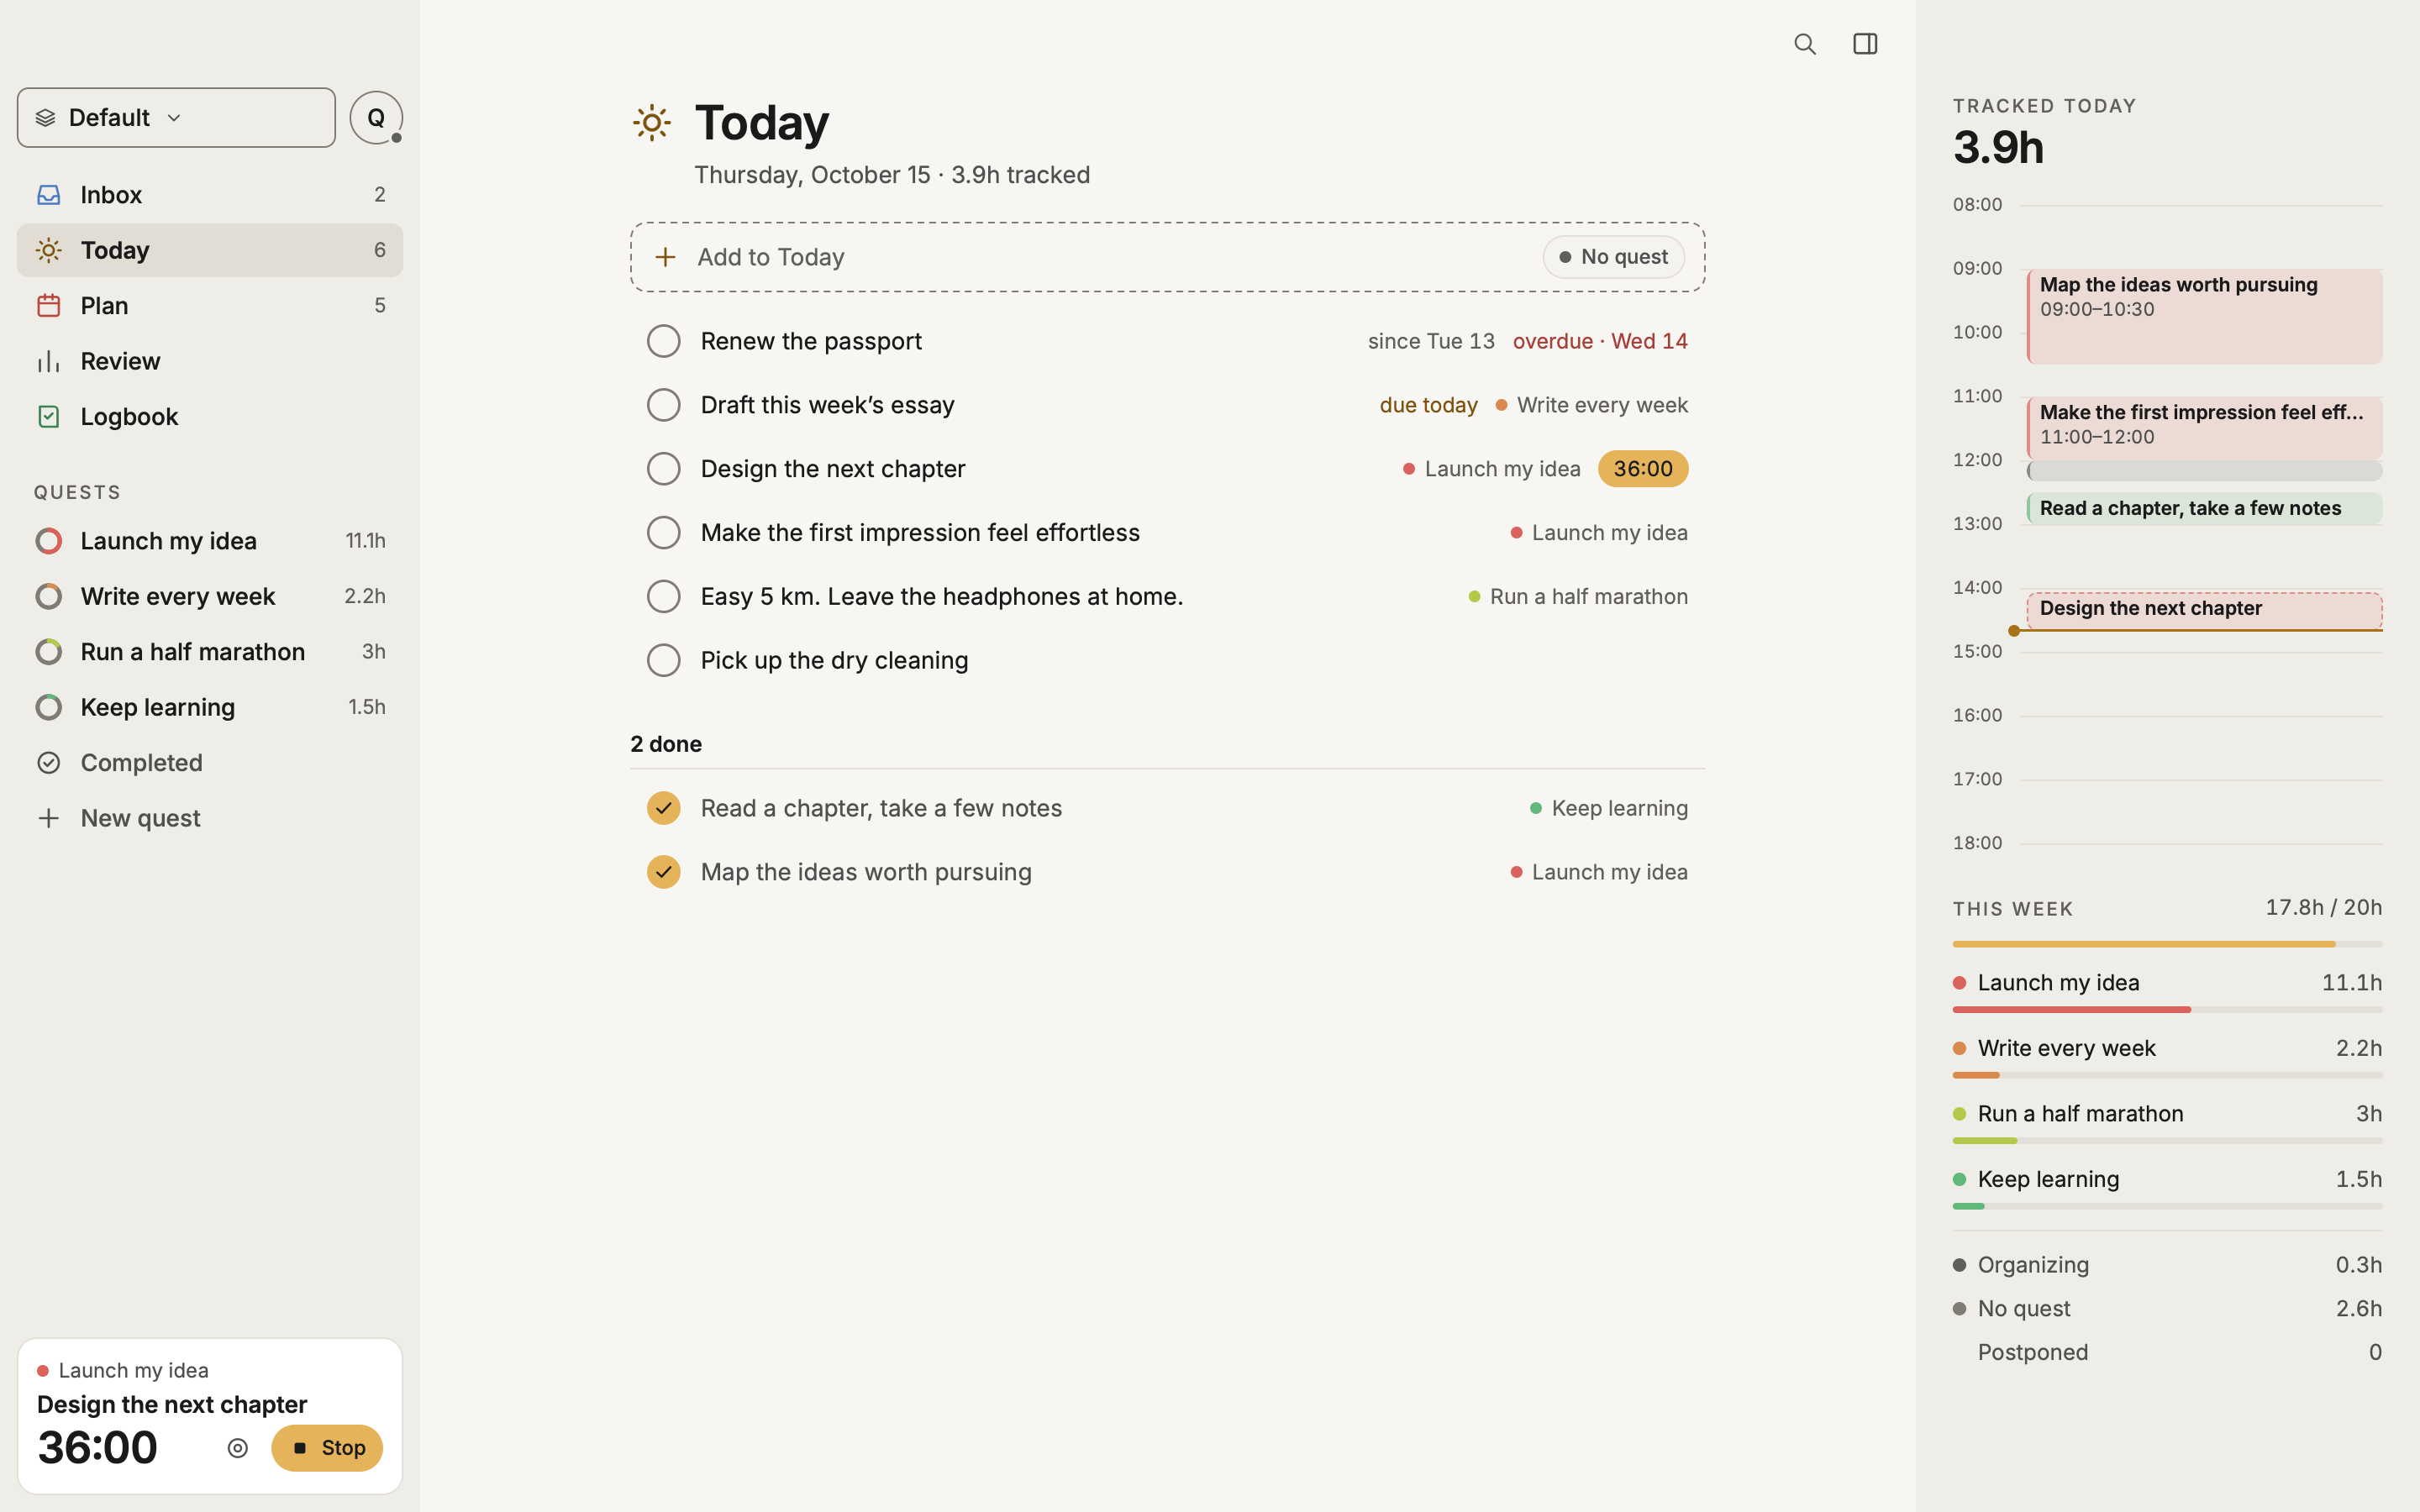 Default
Q
Inbox 2
Today 6
Plan 5
Review
Logbook
QUESTS
Launch my idea 11.1h
Write every week 2.2h
Run a half marathon 3h
Keep learning 1.5h
Completed
New quest
Launch my idea
Design the next chapter
36:00 Stop
Today
Thursday, October 15 · 3.9h tracked
Add to Today No quest
Renew the passport since Tue 13 overdue · Wed 14
Draft this week’s essay due today Write every week
Design the next chapter Launch my idea 36:00
Make the first impression feel effortless Launch my idea
Easy 5 km. Leave the headphones at home. Run a half marathon
Pick up the dry cleaning
2 done
Read a chapter, take a few notes Keep learning
Map the ideas worth pursuing Launch my idea
TRACKED TODAY
3.9h
08:00
09:00
Map the ideas worth pursuing
09:00–10:30
10:00
11:00
Make the first impression feel eff...
11:00–12:00
12:00
Read a chapter, take a few notes
13:00
14:00
Design the next chapter
15:00
16:00
17:00
18:00
THIS WEEK 17.8h / 20h
Launch my idea 11.1h
Write every week 2.2h
Run a half marathon 3h
Keep learning 1.5h
Organizing 0.3h
No quest 2.6h
Postponed 0